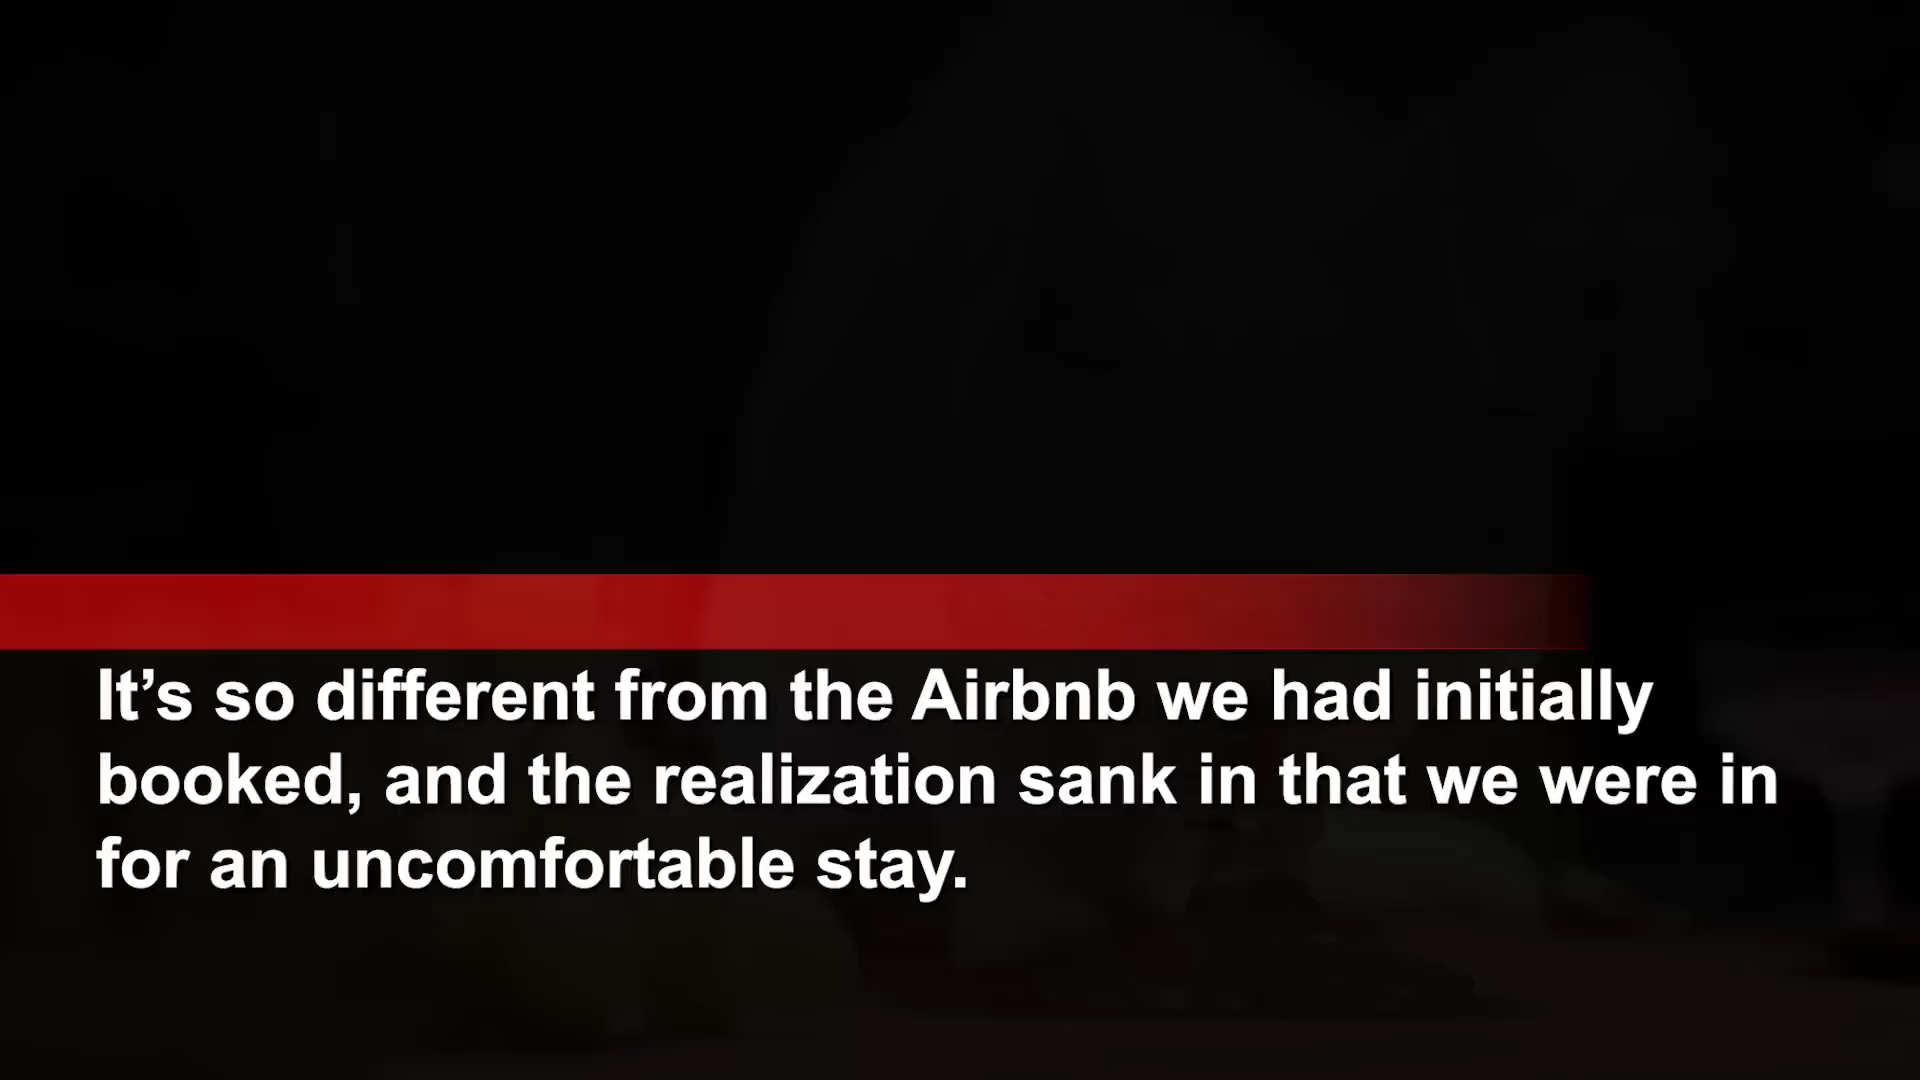 It’s so different from the Airbnb we had initially
booked, and the realization sank in that we were in
for an uncomfortable stay.